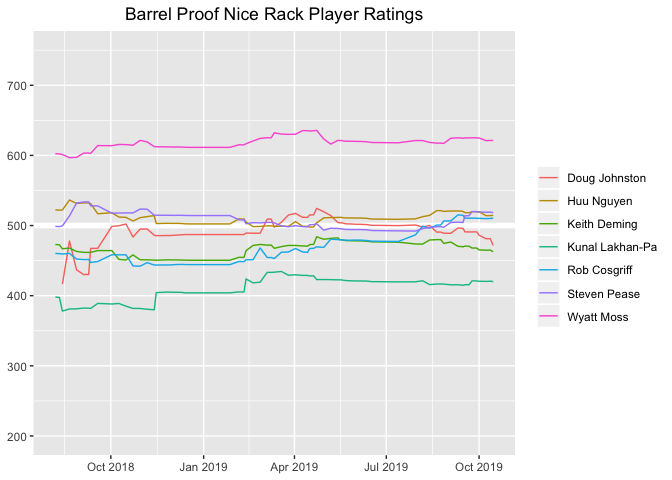 Barrel Proof Nice Rack Player Ratings
700
600
500
400
300
200
Oct 2018
Jan 2019
Apr 2019
Jul 2019
Oct 2019
Doug Johnston
Huu Nguyen
Keith Deming
Kunal Lakhan-Pa
Rob Cosgriff
Steven Pease
Wyatt Moss